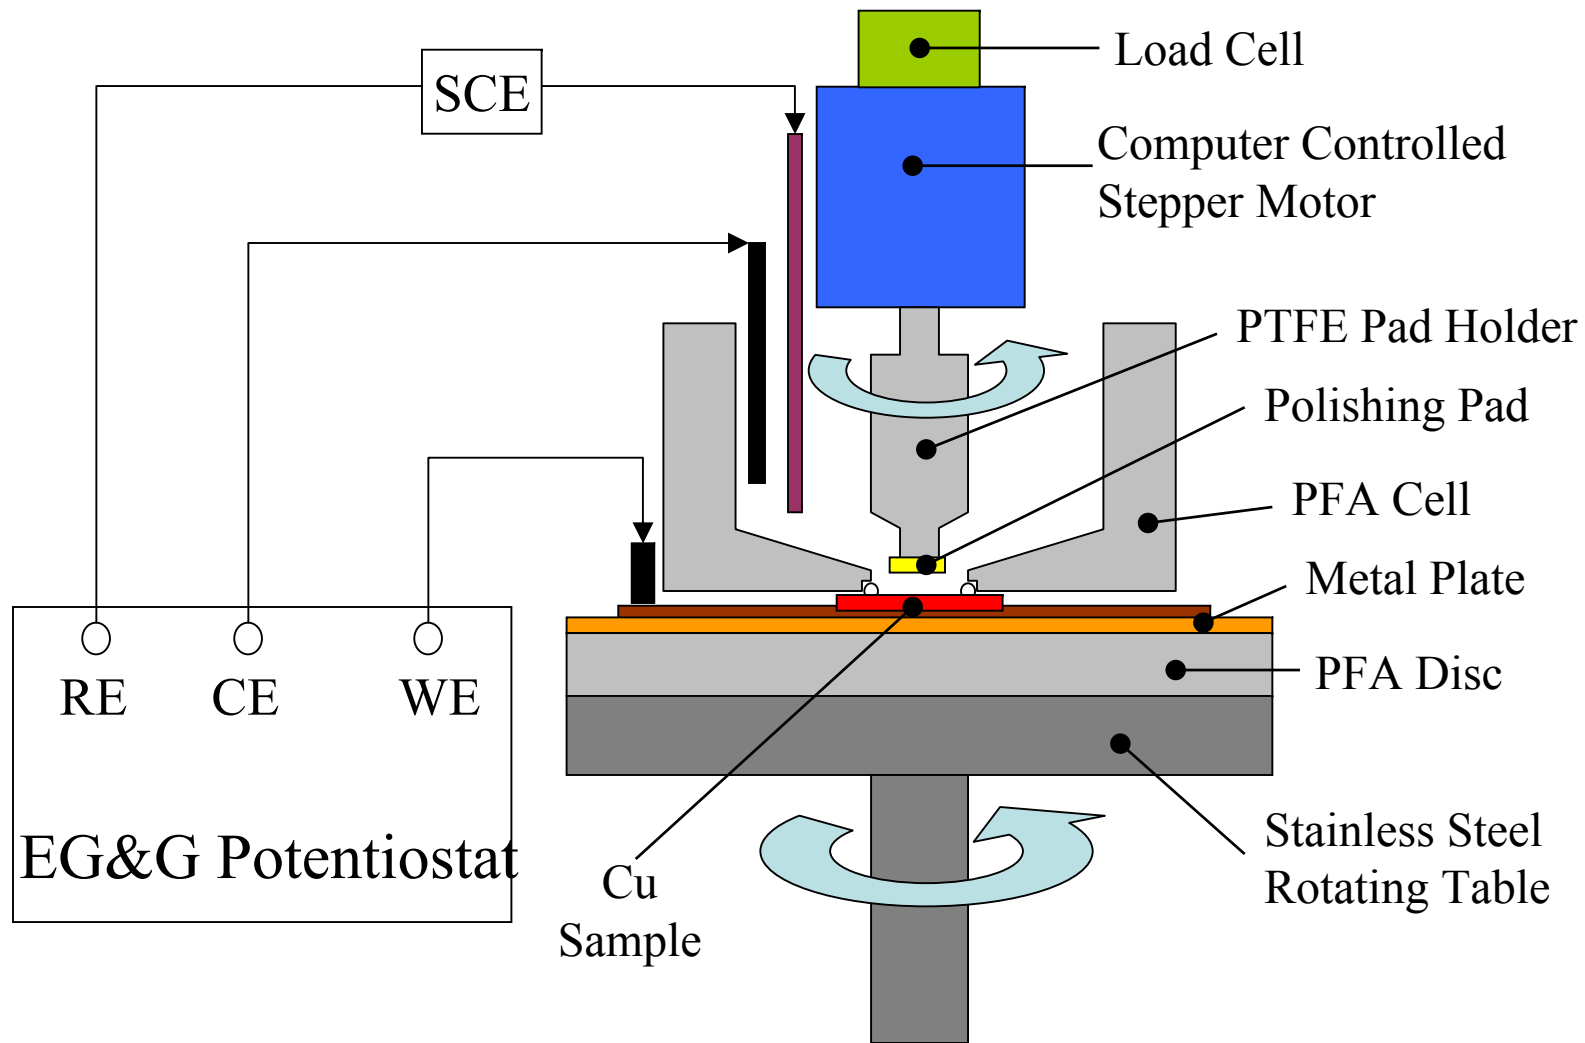 Load Cell
SCE
Computer Controlled
Stepper Motor
PTFE Pad Holder
Polishing Pad
PFA Cell
Metal Plate
RE CE WE
PFA Disc
EG&G Potentiostat
Stainless Steel
Rotating Table
Cu
Sample